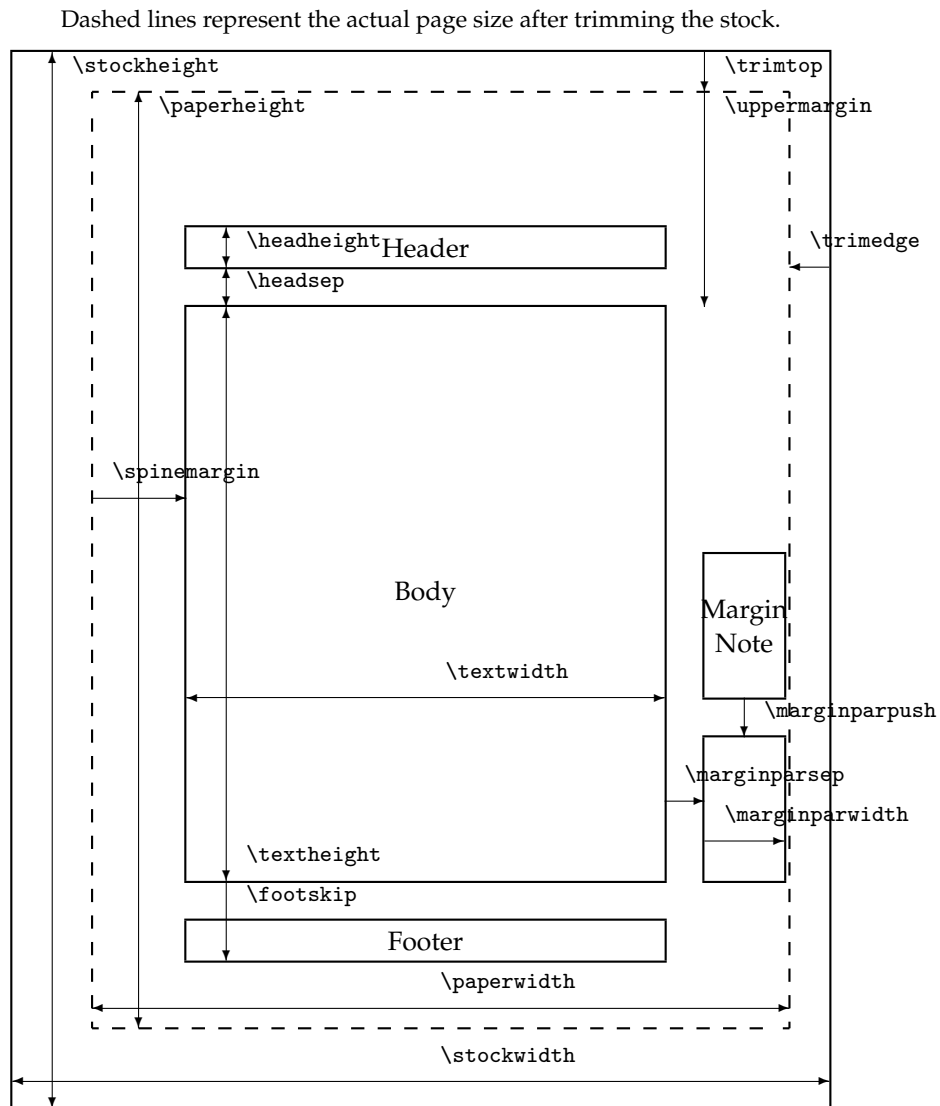 Dashed lines represent the actual page size after trimming the stock.
\stockheight
\trimtop
\paperheight
\uppermargin
\headheight
Header
\trimedge
\headsep
\spinemargin
Body
Margin
Note
\textwidth
\marginparpush
\marginparsep
\marginparwidth
\textheight
\footskip
Footer
\paperwidth
\stockwidth